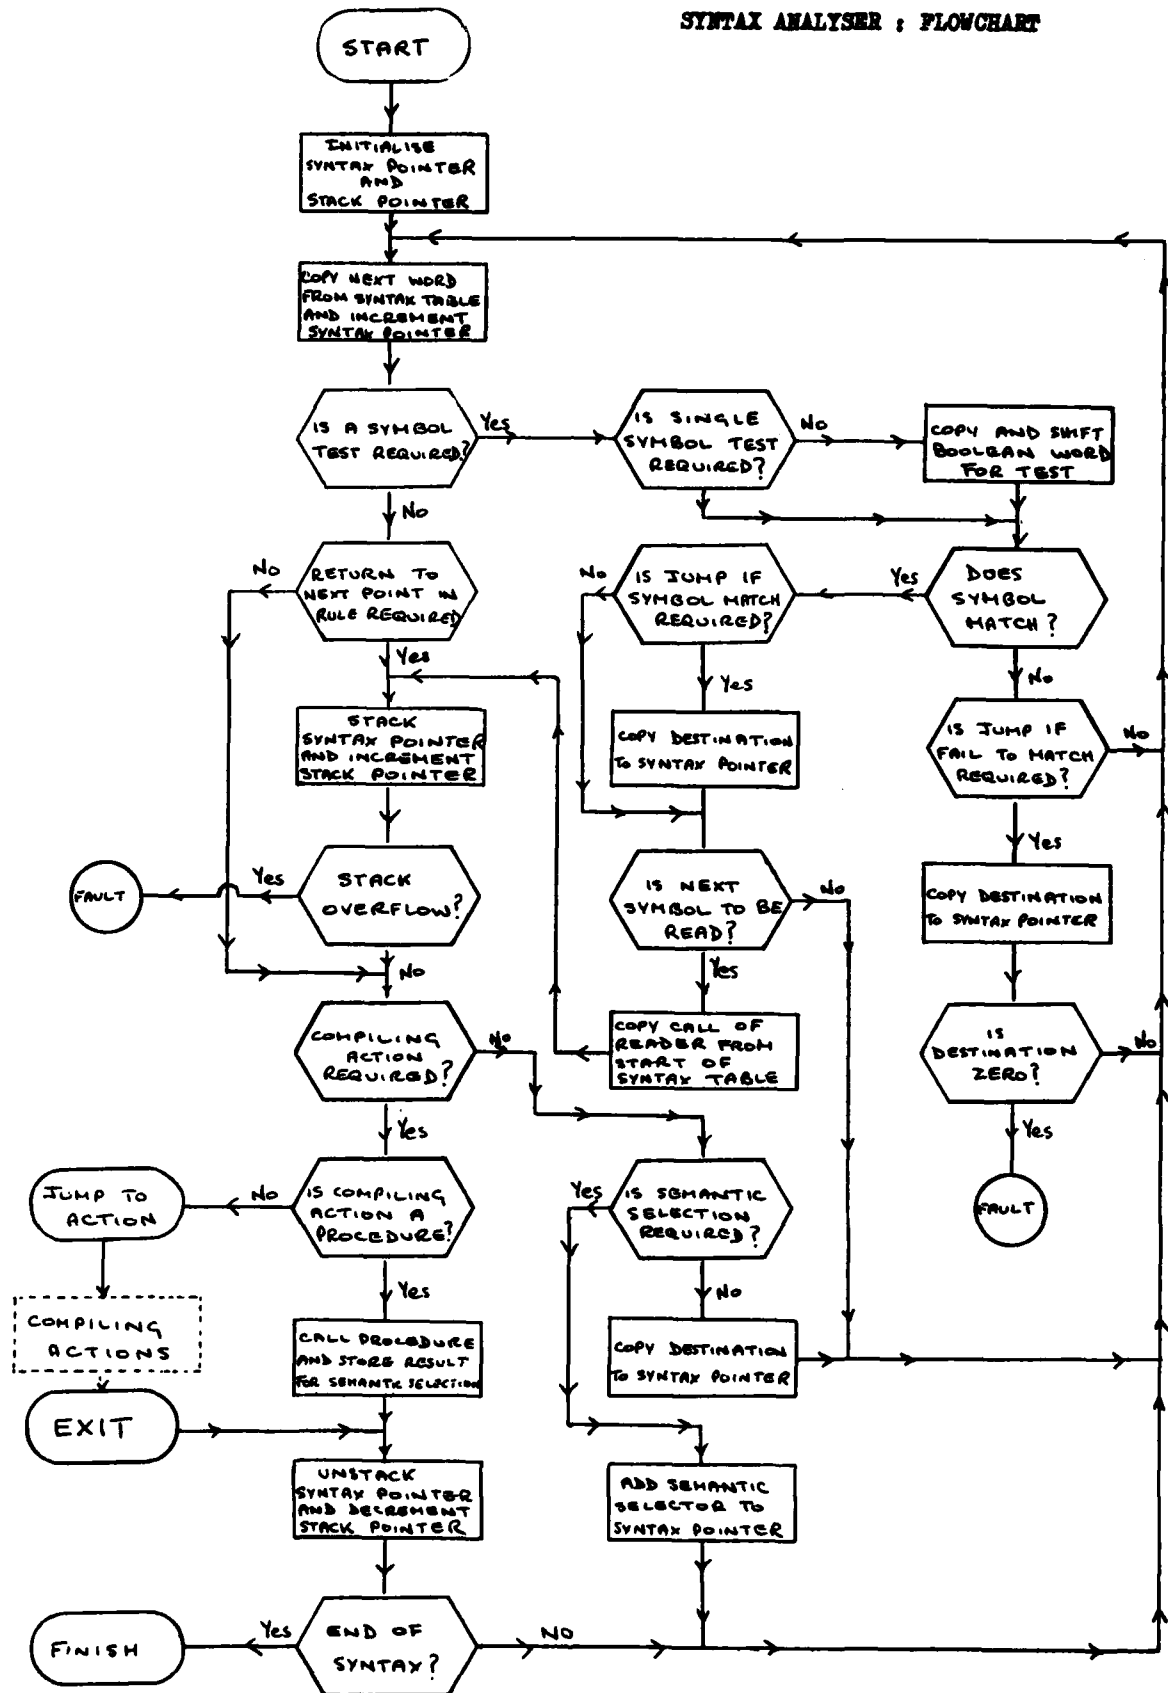 SYNTAX ANALYSER : FLOWCHART
START
INITIALISE
SYNTAX POINTER
AND
STACK POINTER
COPY NEXT WORD
FROM SYNTAX TABLE
AND INCREMENT
SYNTAX POINTER
IS A SYMBOL
TEST REQUIRED?
Yes
No
IS SINGLE
SYMBOL TEST
REQUIRED?
No
COPY AND SHIFT
BOOLEAN WORD
FOR TEST
RETURN TO
NEXT POINT IN
RULE REQUIRED
No
Yes
IS JUMP IF
SYMBOL MATCH
REQUIRED?
No
Yes
DOES
SYMBOL
MATCH?
Yes
No
STACK
SYNTAX POINTER
AND INCREMENT
STACK POINTER
COPY DESTINATION
TO SYNTAX POINTER
IS JUMP IF
FAIL TO MATCH
REQUIRED?
No
Yes
FAULT
Yes
STACK
OVERFLOW?
No
IS NEXT
SYMBOL TO BE
READ?
No
Yes
COPY DESTINATION
TO SYNTAX POINTER
COMPILING
ACTION
REQUIRED?
No
Yes
COPY CALL OF
READER FROM
START OF
SYNTAX TABLE
IS
DESTINATION
ZERO?
No
Yes
JUMP TO
ACTION
No
IS COMPILING
ACTION A
PROCEDURE?
Yes
Yes
IS SEMANTIC
SELECTION
REQUIRED?
No
FAULT
COMPILING
ACTIONS
CALL PROCEDURE
AND STORE RESULT
FOR SEMANTIC SELECTION
COPY DESTINATION
TO SYNTAX POINTER
EXIT
UNSTACK
SYNTAX POINTER
AND DECREMENT
STACK POINTER
ADD SEMANTIC
SELECTOR TO
SYNTAX POINTER
FINISH
Yes
END OF
SYNTAX?
NO